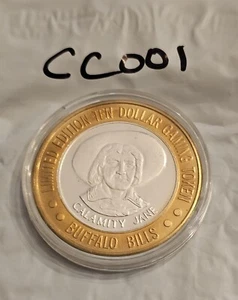 CC001
LIMITED EDITION TEN DOLLAR GAMING TOKEN
CALAMITY JANE
• BUFFALO BILLS •